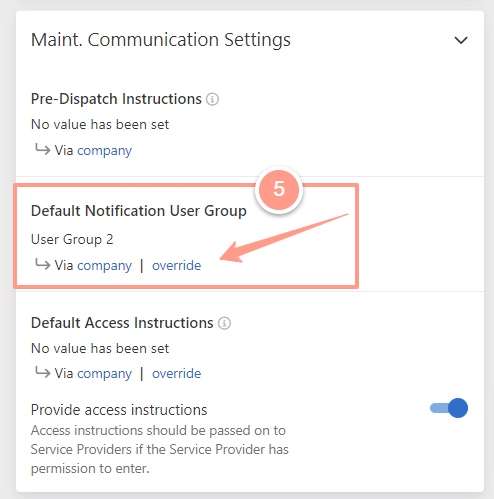 Maint. Communication Settings
Pre-Dispatch Instructions
No value has been set
Via company
5
Default Notification User Group
User Group 2
Via company | override
Default Access Instructions
No value has been set
Via company | override
Provide access instructions
Access instructions should be passed on to
Service Providers if the Service Provider has
permission to enter.